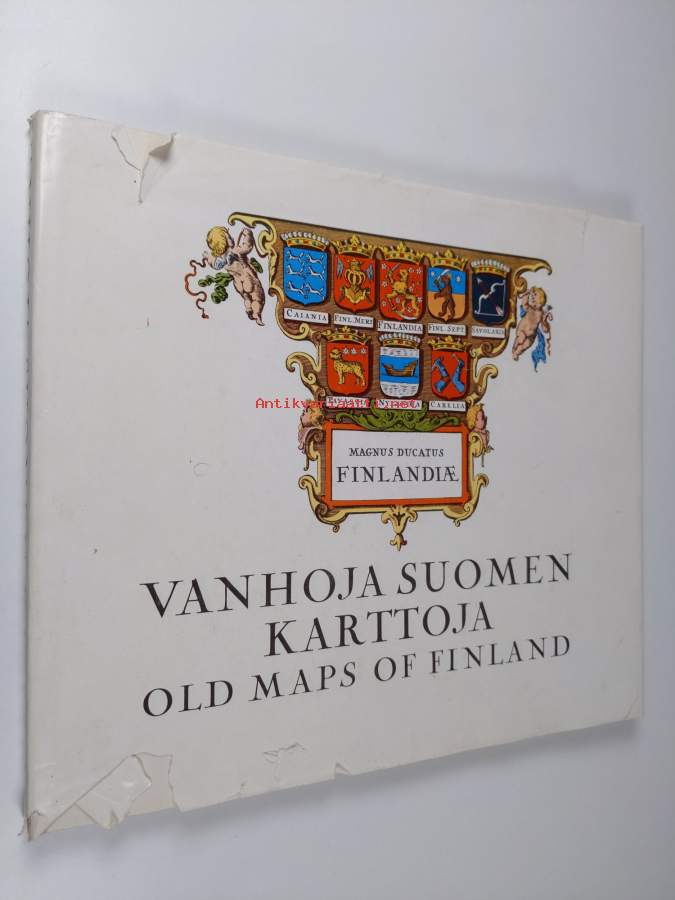 CAIANIA FINL.MERI FINLANDIA FINL SEPT. SAVOLAXIA
CARELIA
Antikvariaatti.net
MAGNUS DUCATUS
FINLANDIÆ
VANHOJA SUOMEN
KARTTOJA
OLD MAPS OF FINLAND